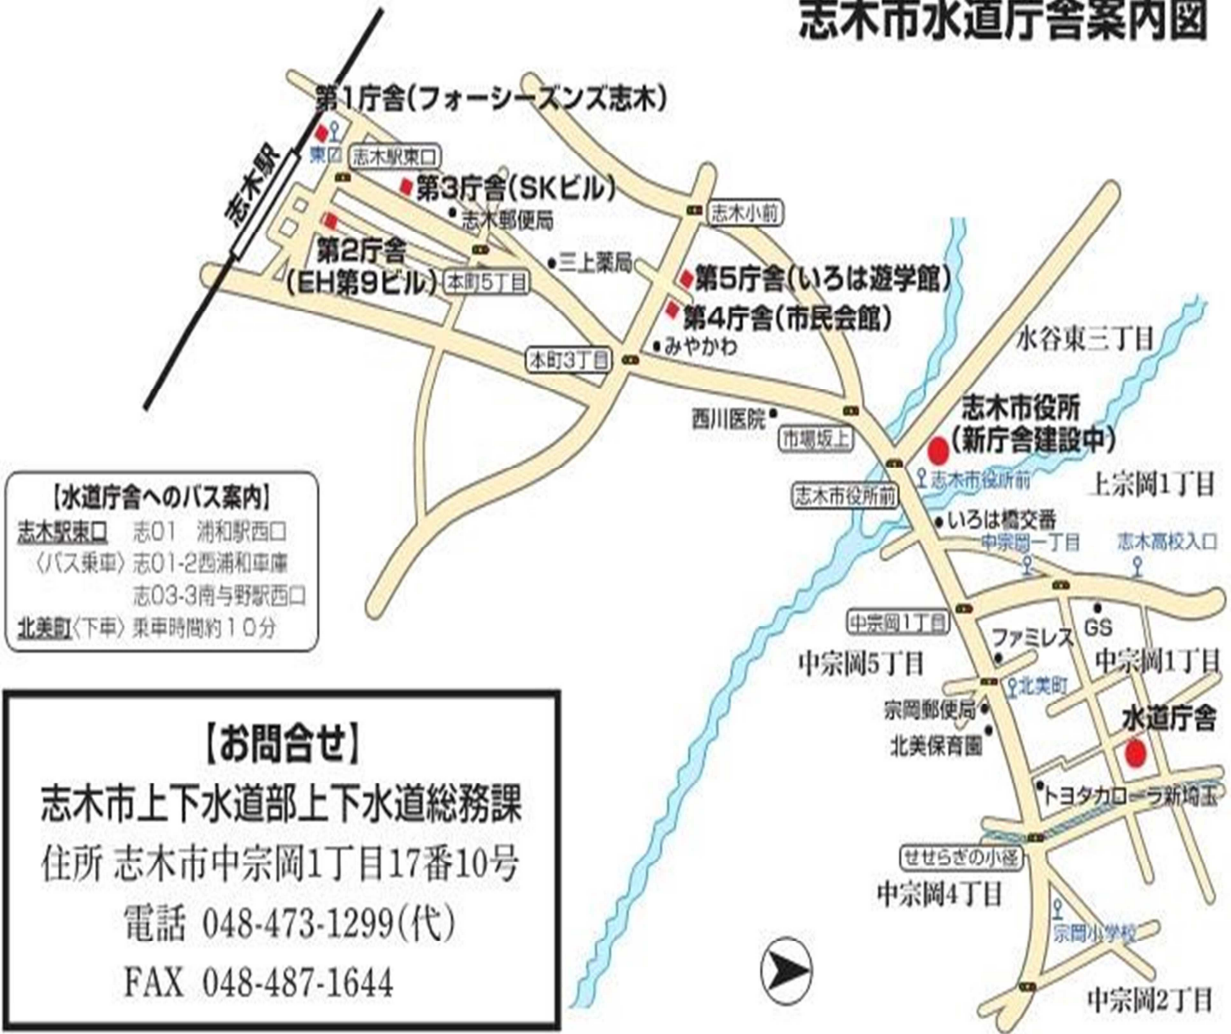 志木市水道庁舎案内図
第1庁舎(フォーシーズンズ志木)
東口
志木駅東口
志木駅
第3庁舎(SKビル)
志木郵便局
志木小前
第2庁舎
(EH第9ビル)
本町5丁目
三上薬局
第5庁舎(いろは遊学館)
第4庁舎(市民会館)
みやかわ
本町3丁目
水谷東三丁目
西川医院
市場坂上
志木市役所
(新庁舎建設中)
志木市役所前
志木市役所前
上宗岡1丁目
いろは橋交番
中宗岡一丁目
志木高校入口
中宗岡1丁目
GS
ファミレス
中宗岡5丁目
中宗岡1丁目
北美町
宗岡郵便局
北美保育園
水道庁舎
トヨタカローラ新埼玉
せせらぎの小径
中宗岡4丁目
宗岡小学校
中宗岡2丁目
【水道庁舎へのバス案内】
志木駅東口 志01 浦和駅西口
〈バス乗車〉志01-2西浦和車庫
志03-3南与野駅西口
北美町〈下車〉乗車時間約10分
【お問合せ】
志木市上下水道部上下水道総務課
住所 志木市中宗岡1丁目17番10号
電話 048-473-1299(代)
FAX 048-487-1644